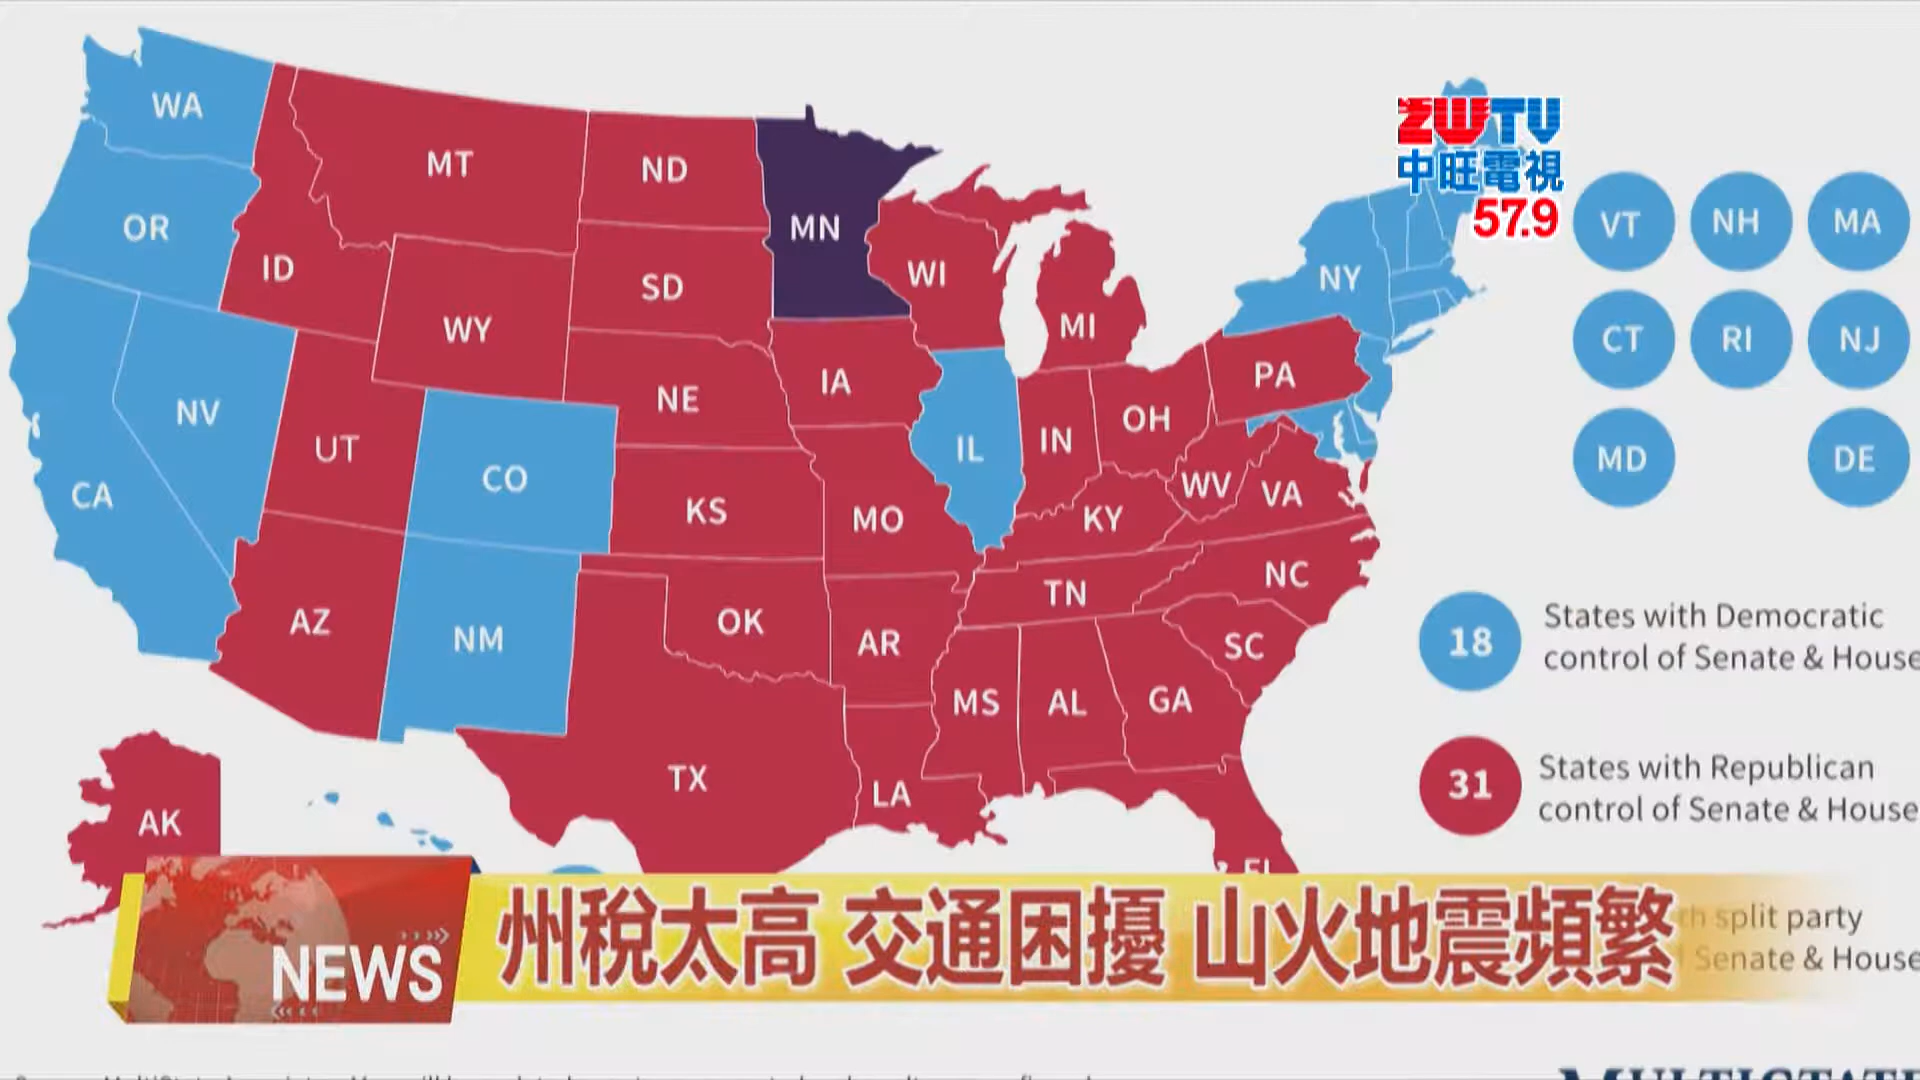 WA
MT
ND
MN
OR
ID
SD
WI
WY
MI
NY
ZWTV
中旺電視
57.9
VT
NH
MA
CT
RI
NJ
MD
DE
NV
UT
CO
NE
IA
IL
IN
OH
PA
CA
KS
MO
KY
WV
VA
AZ
NM
OK
AR
TN
NC
SC
TX
LA
MS
AL
GA
AK
18
States with Democratic
control of Senate & House
31
States with Republican
control of Senate & House
split party
Senate & House
NEWS
州稅太高 交通困擾 山火地震頻繁